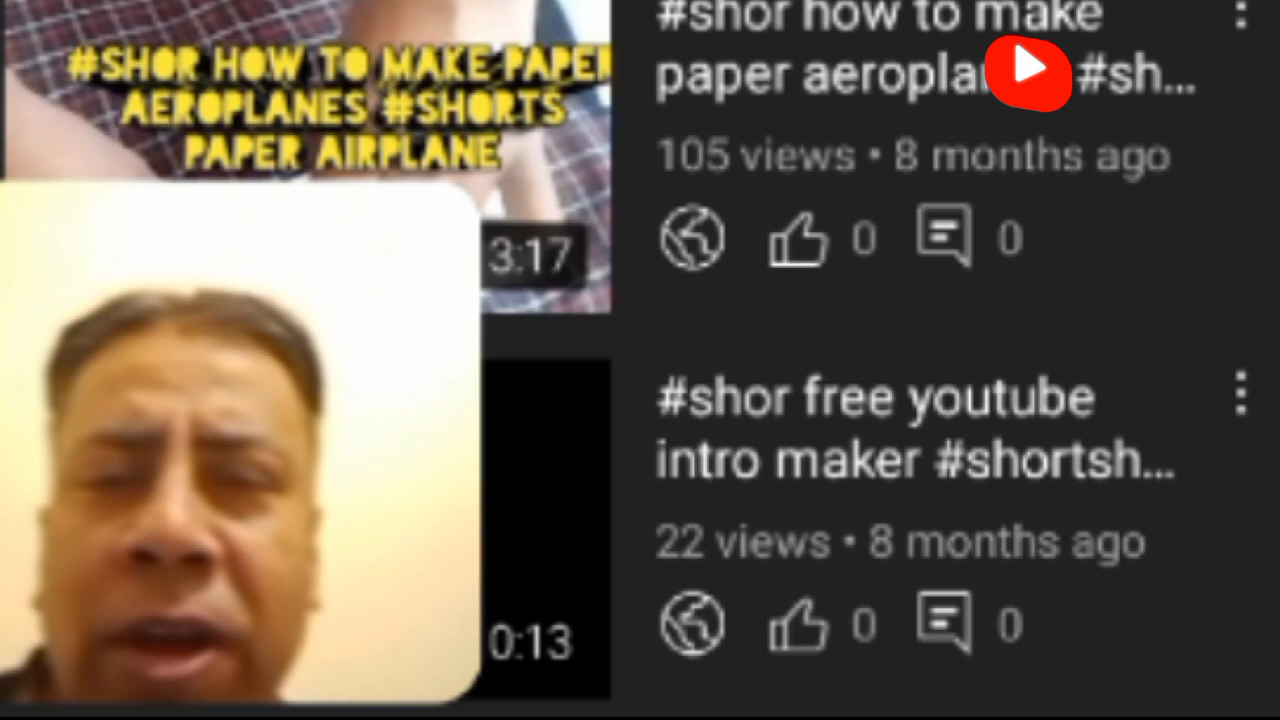 #SHOR HOW TO MAKE PAPER
AEROPLANES #SHORTS
PAPER AIRPLANE
3:17
#shor how to make
paper aeropla #sh...
105 views • 8 months ago
0 0
0:13
#shor free youtube
intro maker #shortsh...
22 views • 8 months ago
0 0